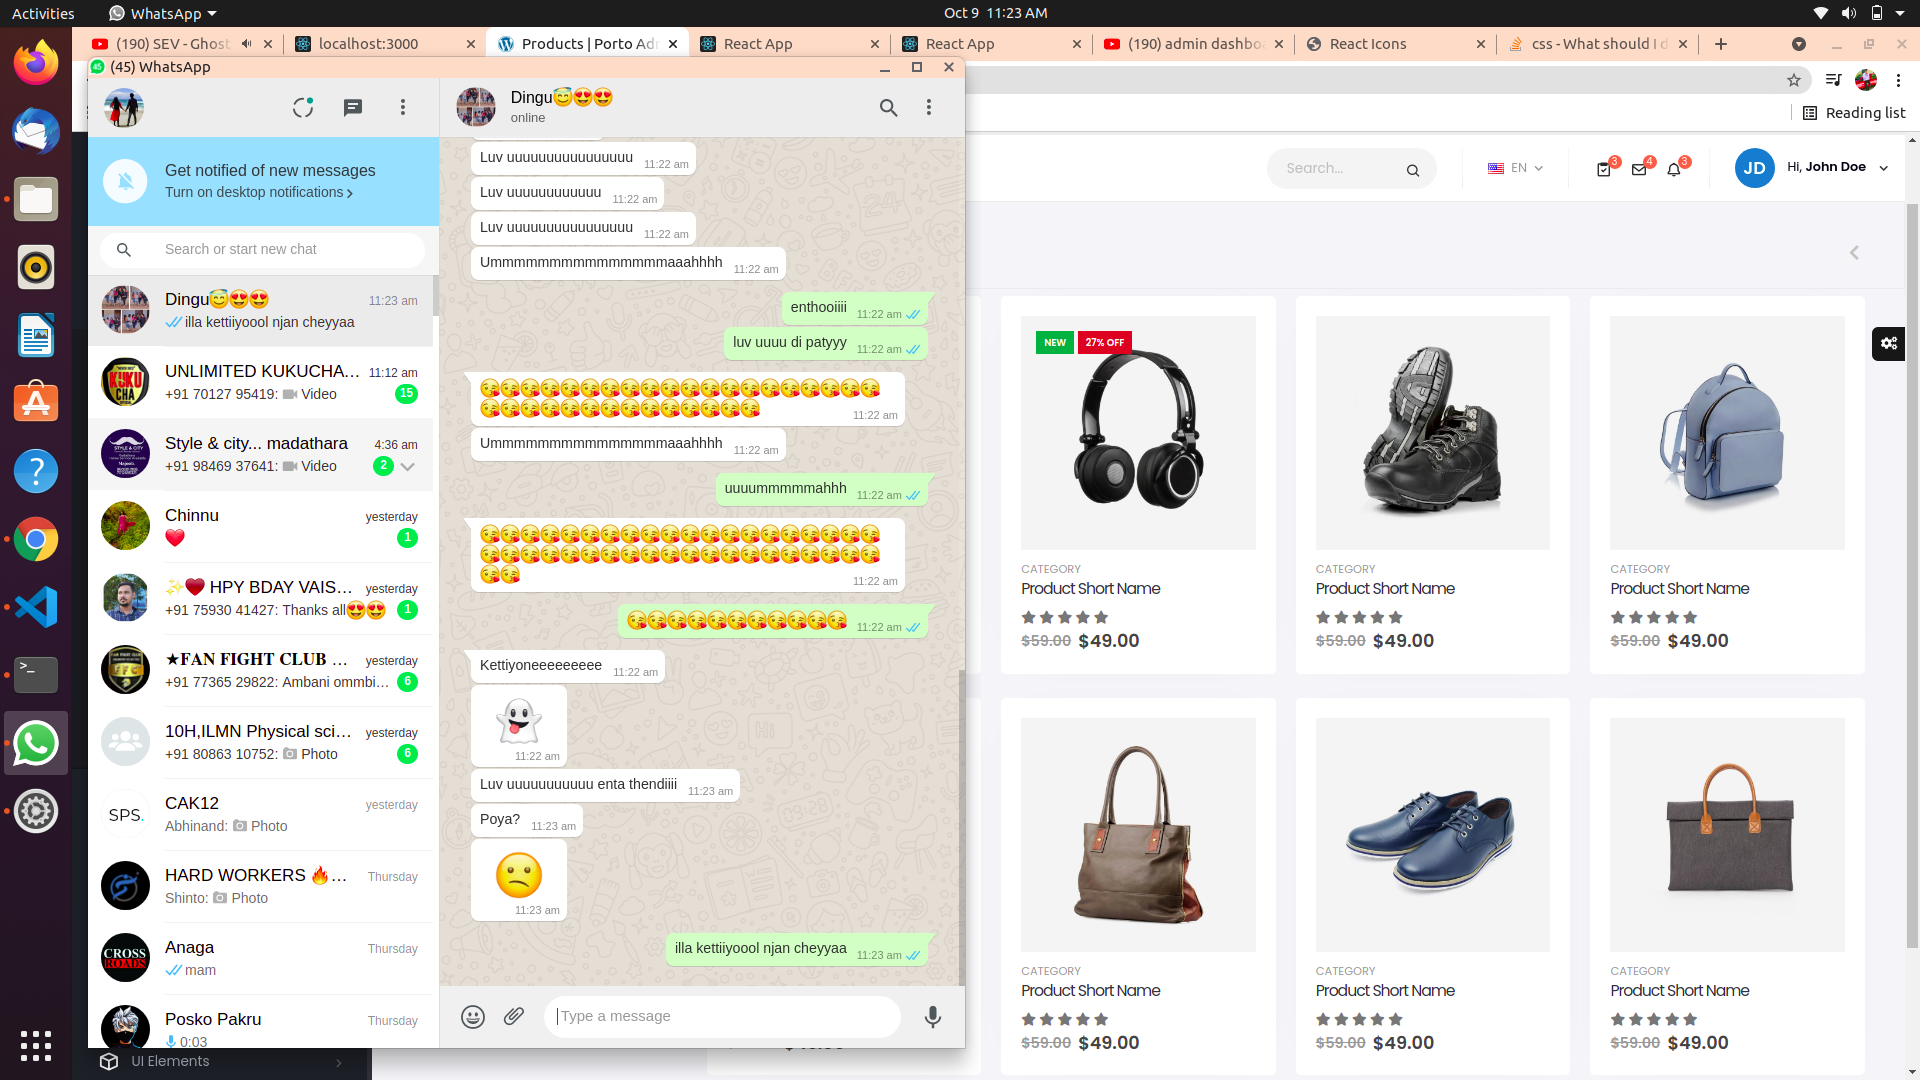 Activities
WhatsApp
Oct 9 11:23 AM
(190) SEV - Ghost
localhost:3000
Products | Porto Adm
React App
React App
(190) admin dashboa
React Icons
css - What should I d
(45) WhatsApp
Reading list
Dingu😇😍😍
online
Get notified of new messages
Turn on desktop notifications
Search or start new chat
Dingu😇😍😍
11:23 am
illa kettiiyoool njan cheyyaa
UNLIMITED KUKUCHA...
11:12 am
+91 70127 95419: Video
15
Style & city... madathara
4:36 am
+91 98469 37641: Video
2
Chinnu
yesterday
❤️
1
✨❤️ HPY BDAY VAIS...
yesterday
+91 75930 41427: Thanks all😍😍
1
★FAN FIGHT CLUB ...
yesterday
+91 77365 29822: Ambani ommbi...
6
10H,ILMN Physical sci...
yesterday
+91 80863 10752: Photo
6
SPS.
CAK12
yesterday
Abhinand: Photo
HARD WORKERS 🔥...
Thursday
Shinto: Photo
CROSS
ROADS
Anaga
Thursday
mam
Posko Pakru
Thursday
0:03
UI Elements
Luv uuuuuuuuuuuuuuuu 11:22 am
Luv uuuuuuuuuuuu 11:22 am
Luv uuuuuuuuuuuuuuuu 11:22 am
Ummmmmmmmmmmmmmmaaahhhh 11:22 am
enthooiiii 11:22 am
luv uuuu di patyyy 11:22 am
😘😘😘😘😘😘😘😘😘😘😘😘😘😘😘😘😘😘😘😘
😘😘😘😘😘😘😘😘😘😘😘😘😘😘 11:22 am
Ummmmmmmmmmmmmmmaaahhhh 11:22 am
uuuummmmmahhh 11:22 am
😘😘😘😘😘😘😘😘😘😘😘😘😘😘😘😘😘😘😘😘
😘😘😘😘😘😘😘😘😘😘😘😘😘😘😘😘😘😘😘😘
😘😘 11:22 am
😘😘😘😘😘😘😘😘😘😘😘 11:22 am
Kettiyoneeeeeeeee 11:22 am
👻
11:22 am
Luv uuuuuuuuuuu enta thendiiii 11:23 am
Poya? 11:23 am
😕
11:23 am
illa kettiiyoool njan cheyyaa 11:23 am
Type a message
Search...
EN
3
4
3
JD
Hi, John Doe
NEW
27% OFF
CATEGORY
Product Short Name
$59.00 $49.00
CATEGORY
Product Short Name
$59.00 $49.00
CATEGORY
Product Short Name
$59.00 $49.00
CATEGORY
Product Short Name
$59.00 $49.00
CATEGORY
Product Short Name
$59.00 $49.00
CATEGORY
Product Short Name
$59.00 $49.00